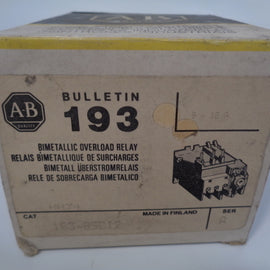 A-B
A-B
QUALITY
BULLETIN
193
BIMETALLIC OVERLOAD RELAY
RELAIS BIMETALLIQUE DE SURCHARGES
BIMETALL ÜBERSTROMRELAIS
RELE DE SOBRECARGA BIMETALICO
CAT
MADE IN FINLAND
SER
A